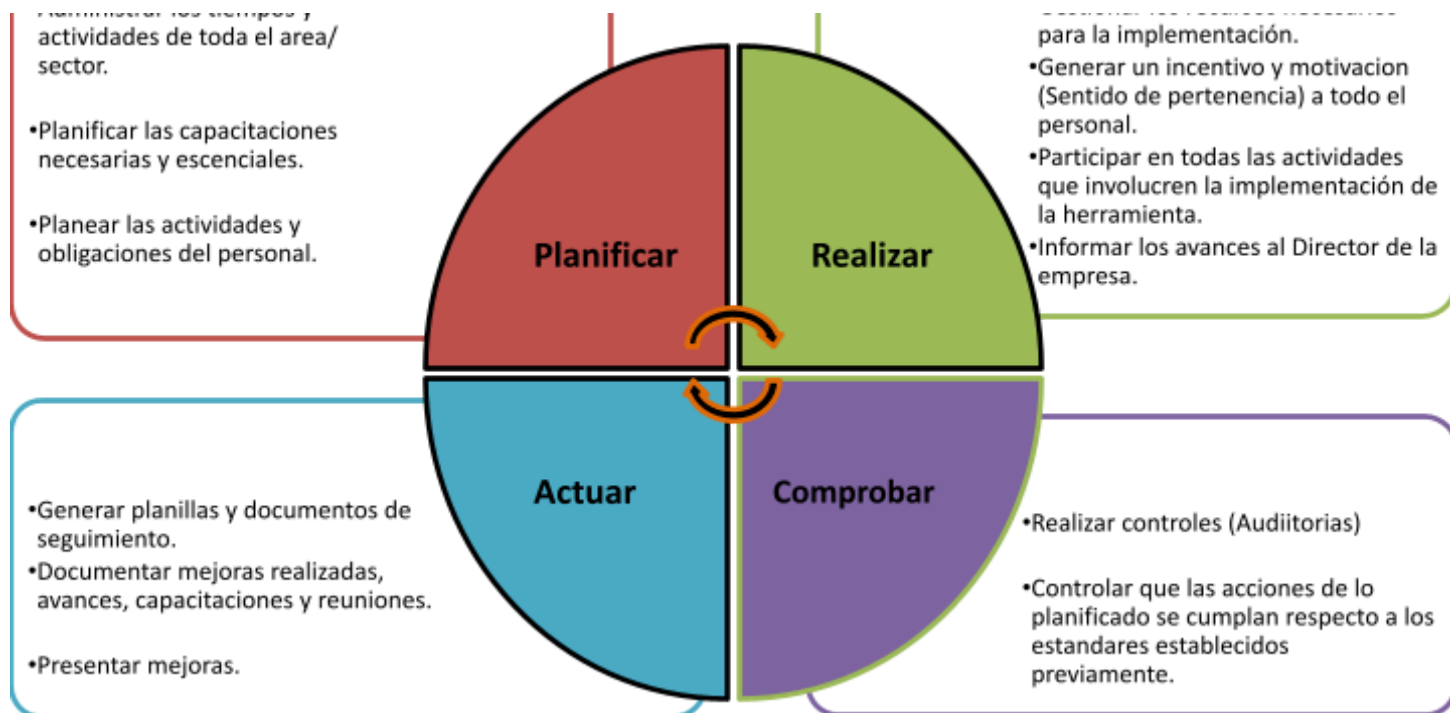 •Administrar los tiempos y
actividades de toda el area/
sector.
•Planificar las capacitaciones
necesarias y escenciales.
•Planear las actividades y
obligaciones del personal.
Planificar
Realizar
para la implementación.
•Generar un incentivo y motivacion
(Sentido de pertenencia) a todo el
personal.
•Participar en todas las actividades
que involucren la implementación de
la herramienta.
•Informar los avances al Director de la
empresa.
Actuar
Comprobar
•Generar planillas y documentos de
seguimiento.
•Documentar mejoras realizadas,
avances, capacitaciones y reuniones.
•Presentar mejoras.
•Realizar controles (Audiitorias)
•Controlar que las acciones de lo
planificado se cumplan respecto a los
estandares establecidos
previamente.